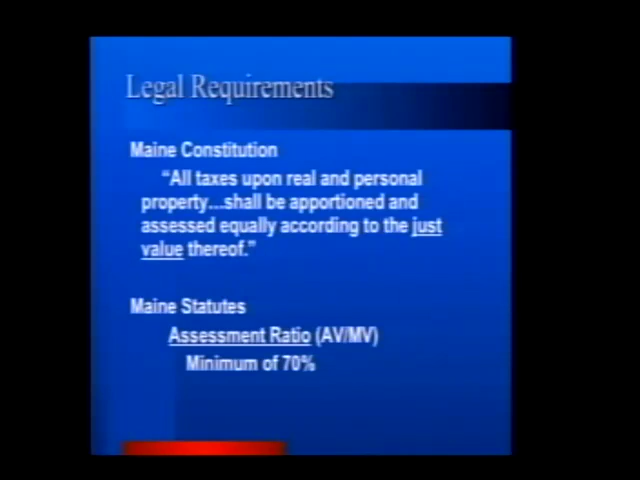 Legal Requirements
Maine Constitution
“All taxes upon real and personal
property...shall be apportioned and
assessed equally according to the just
value thereof.”
Maine Statutes
Assessment Ratio (AV/MV)
Minimum of 70%